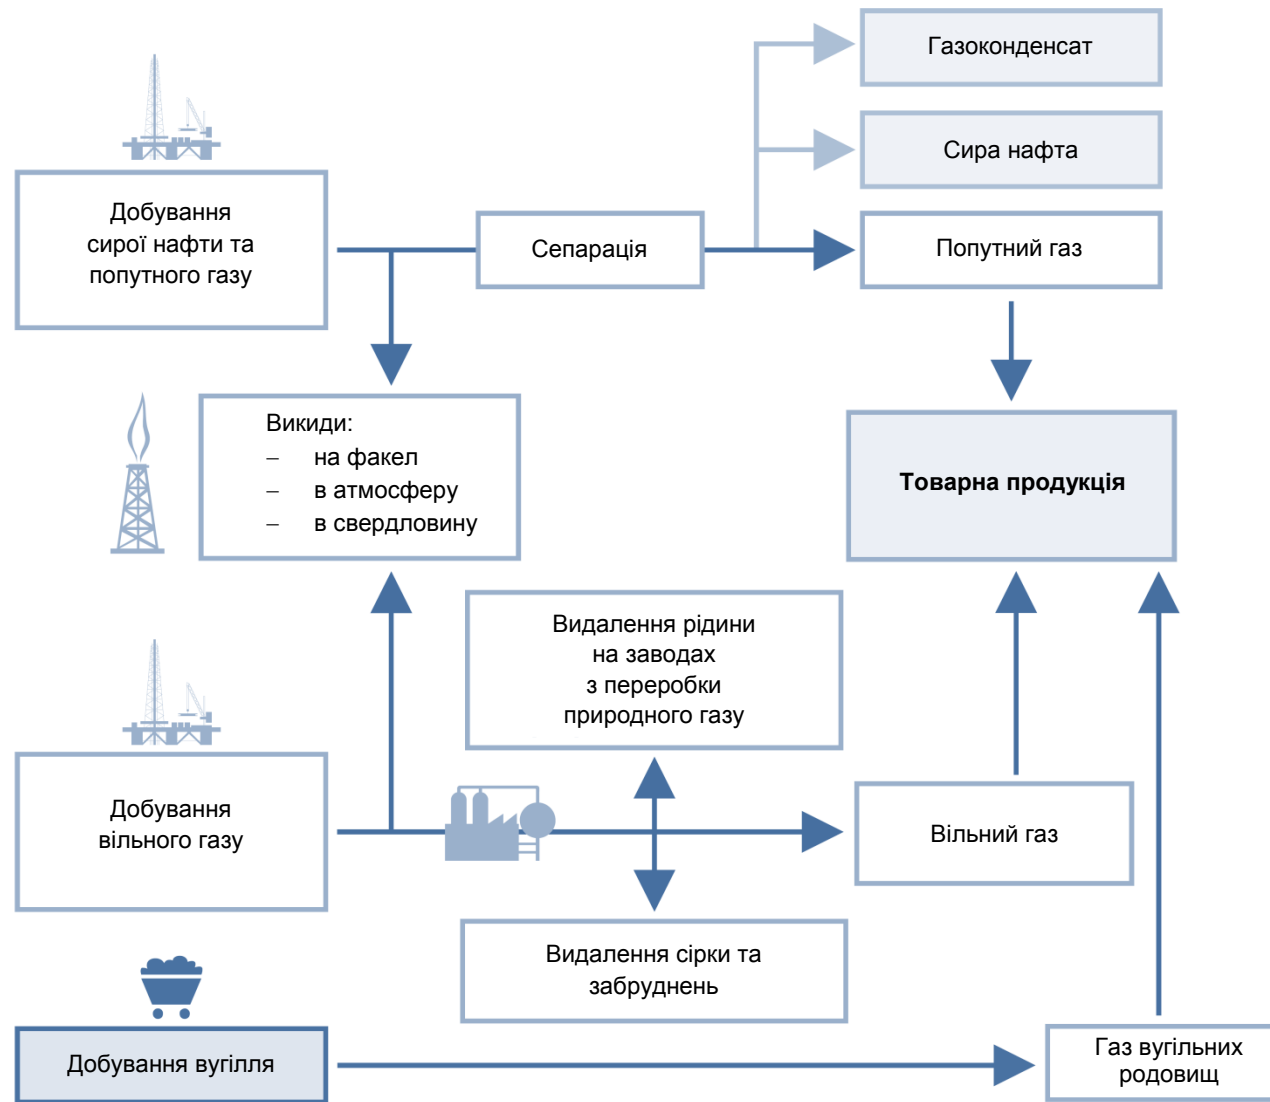 Газоконденсат
Сира нафта
Добування
сирої нафти та
попутного газу
Сепарація
Попутний газ
Викиди:
– на факел
– в атмосферу
– в свердловину
Товарна продукція
Видалення рідини
на заводах
з переробки
природного газу
Добування
вільного газу
Вільний газ
Видалення сірки та
забруднень
Добування вугілля
Газ вугільних
родовищ